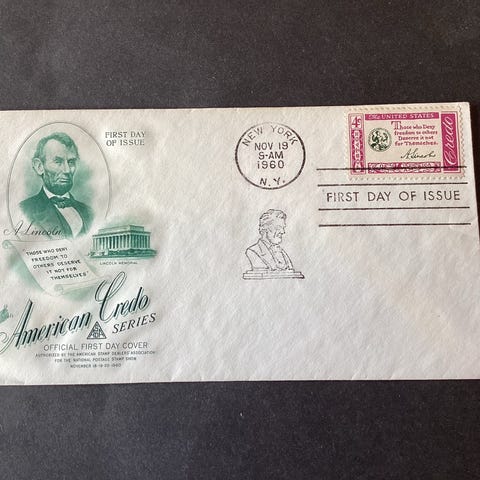 FIRST DAY
OF ISSUE
A. Lincoln
"THOSE WHO DENY
FREEDOM TO
OTHERS DESERVE
IT NOT FOR
THEMSELVES"
LINCOLN MEMORIAL
American Credo
SERIES
OFFICIAL FIRST DAY COVER
AUTHORIZED BY THE AMERICAN STAMP DEALERS ASSOCIATION
FOR THE NATIONAL POSTAGE STAMP SHOW
NOVEMBER 18-19-20-1960
NEW YORK
NOV 19
9-AM
1960
N.Y.
The UNITED STATES
4¢
Those who Deny
freedom to others
Deserve it not
for Themselves.
A. Lincoln
Credo
FIRST DAY OF ISSUE